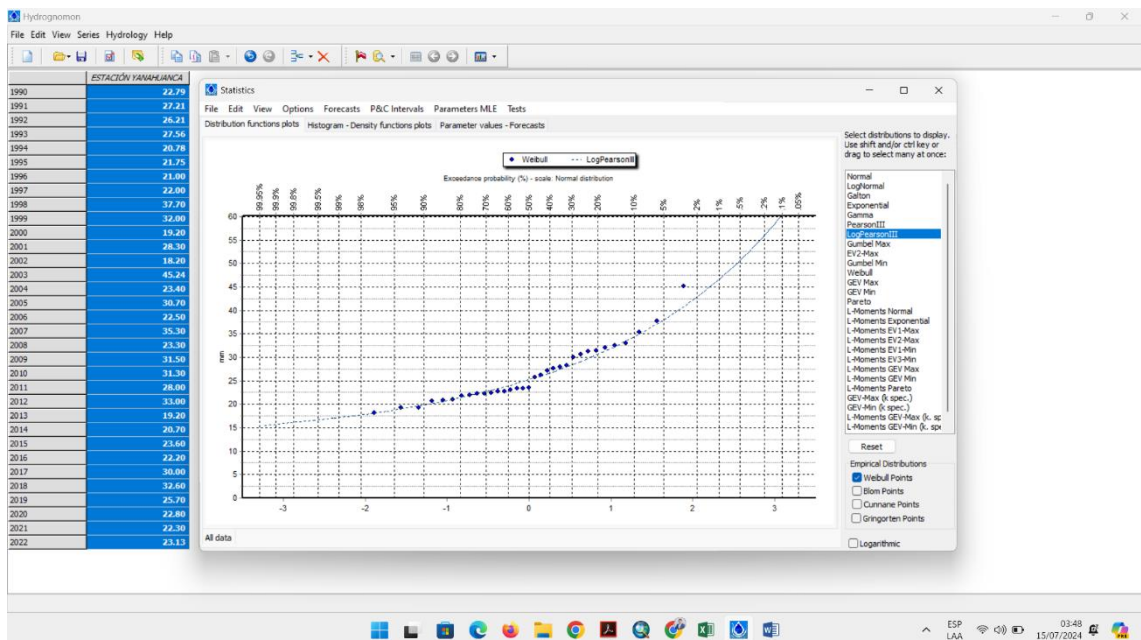 Hydrognomon
File Edit View Series Hydrology Help
ESTACIÓN YANAHUANCA
1990 22.79
1991 27.21
1992 26.21
1993 27.56
1994 20.78
1995 21.75
1996 21.00
1997 22.00
1998 37.70
1999 32.00
2000 19.20
2001 28.30
2002 18.20
2003 45.24
2004 23.40
2005 30.70
2006 22.50
2007 35.30
2008 23.30
2009 31.50
2010 31.30
2011 28.00
2012 33.00
2013 19.20
2014 20.70
2015 23.60
2016 22.20
2017 30.00
2018 32.60
2019 25.70
2020 22.80
2021 22.30
2022 23.13
Statistics
File Edit View Options Forecasts P&C Intervals Parameters MLE Tests
Distribution functions plots Histogram - Density functions plots Parameter values - Forecasts
Weibull LogPearsonIII
Exceedance probability (%) - scale: Normal distribution
99.95% 99.9% 99.8% 99.5% 99% 98% 95% 90% 80% 70% 60% 50% 40% 30% 20% 10% 5% 2% 1% .5% .2% .1% .05%
60
55
50
45
40
35
30
25
20
15
10
5
0
mm
-3 -2 -1 0 1 2 3
All data
Select distributions to display.
Use shift and/or ctrl key or
drag to select many at once:
Normal
LogNormal
Galton
Exponential
Gamma
PearsonIII
LogPearsonIII
Gumbel Max
EV2-Max
Gumbel Min
Weibull
GEV Max
GEV Min
Pareto
L-Moments Normal
L-Moments Exponential
L-Moments EV1-Max
L-Moments EV2-Max
L-Moments EV1-Min
L-Moments EV3-Min
L-Moments GEV Max
L-Moments GEV Min
L-Moments Pareto
GEV-Max (k spec.)
GEV-Min (k spec.)
L-Moments GEV-Max (k. sp
L-Moments GEV-Min (k. spe
Reset
Empirical Distributions
Weibull Points
Blom Points
Cunnane Points
Gringorten Points
Logarithmic
ESP
LAA
03:48
15/07/2024